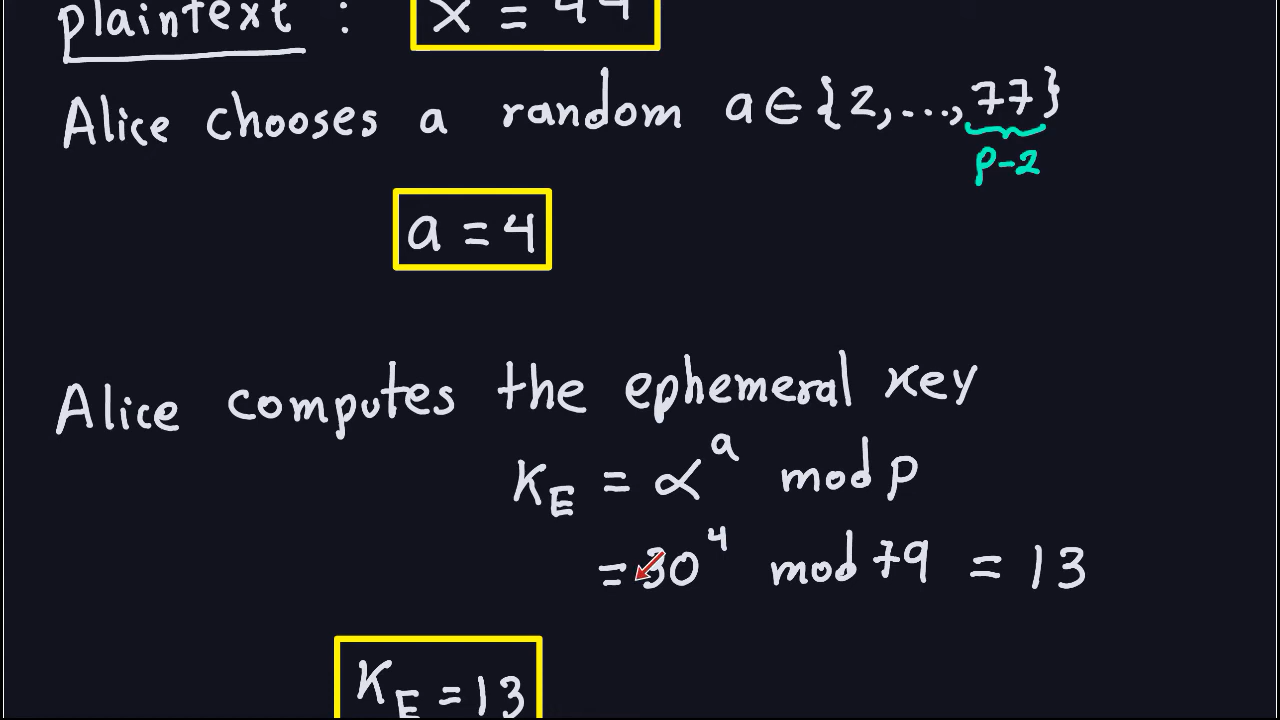 plaintext : x = 44
Alice chooses a random a ∈ {2,...,77}
p-2
a = 4
Alice computes the ephemeral key
K_E = α^a mod p
= 30^4 mod 79 = 13
K_E = 13